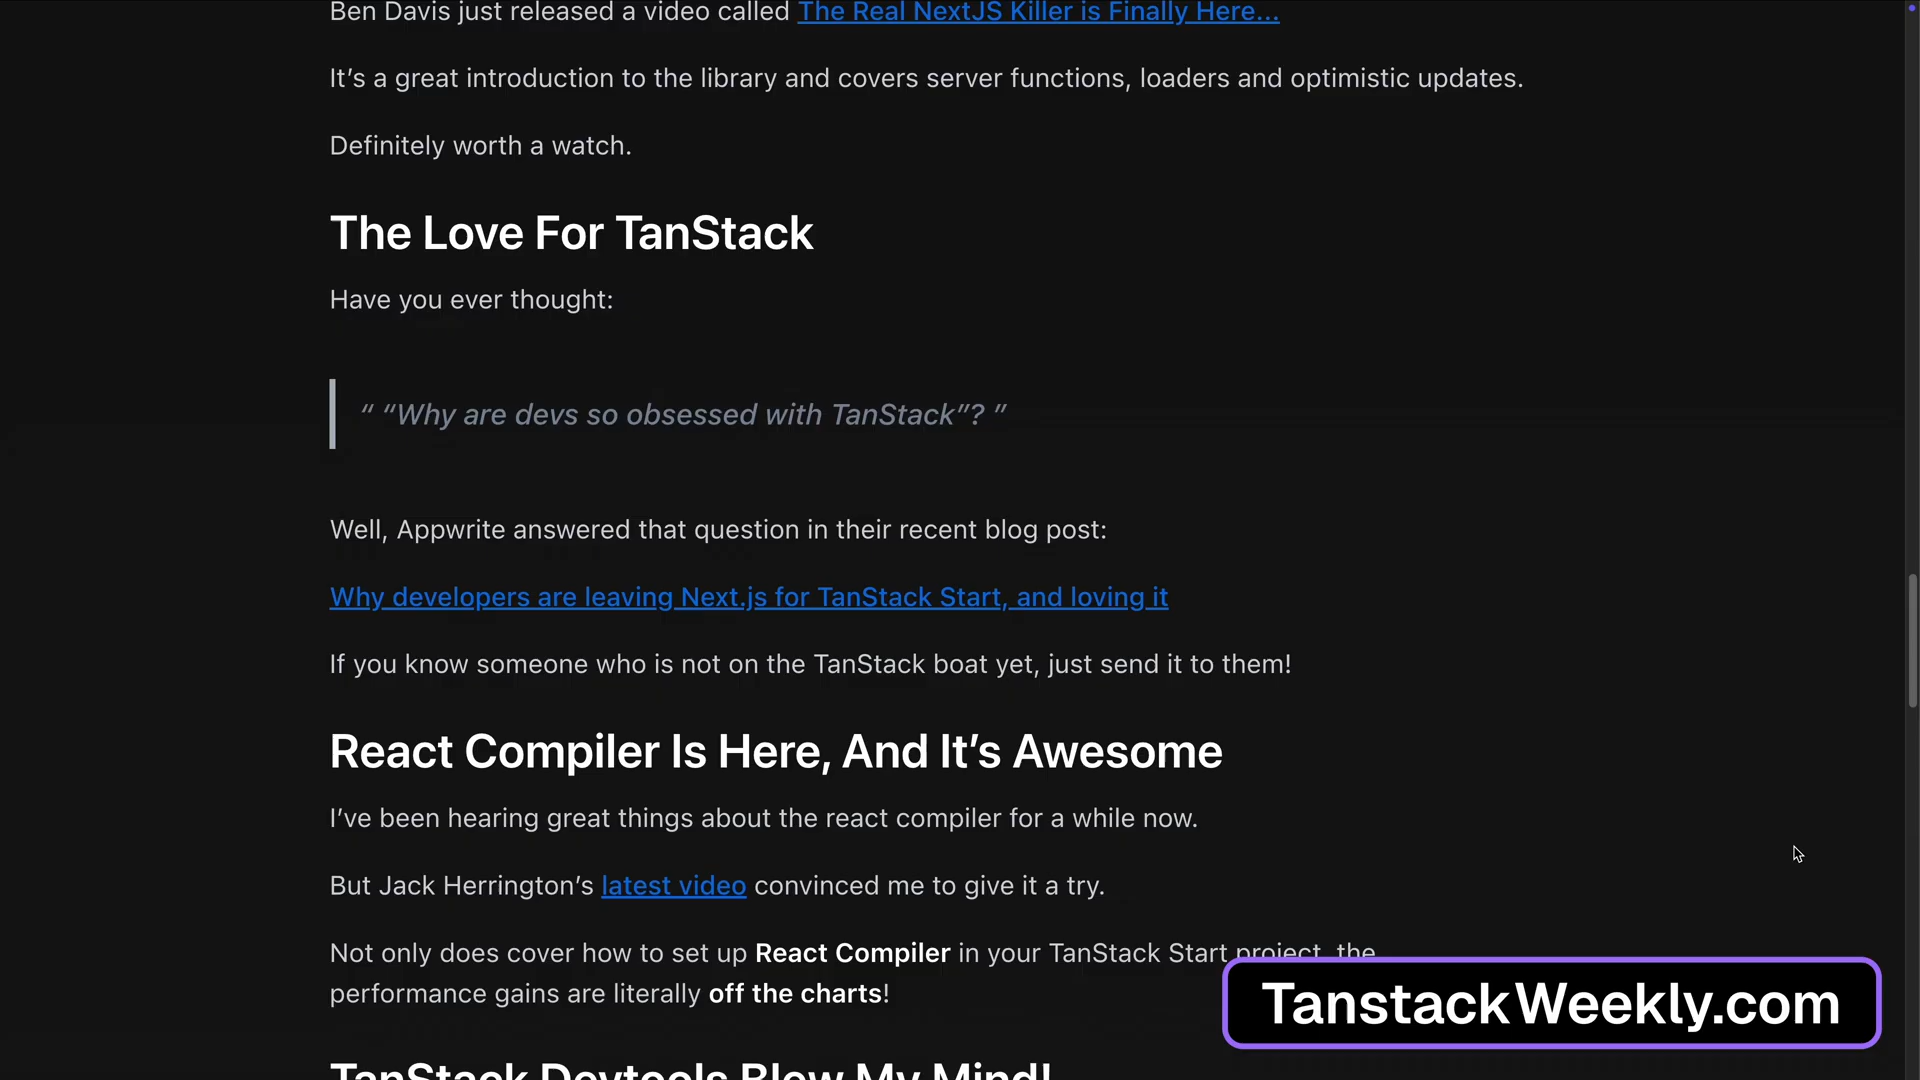 Ben Davis just released a video called The Real NextJS Killer is Finally Here...
It’s a great introduction to the library and covers server functions, loaders and optimistic updates.
Definitely worth a watch.
The Love For TanStack
Have you ever thought:
“ “Why are devs so obsessed with TanStack”? ”
Well, Appwrite answered that question in their recent blog post:
Why developers are leaving Next.js for TanStack Start, and loving it
If you know someone who is not on the TanStack boat yet, just send it to them!
React Compiler Is Here, And It’s Awesome
I’ve been hearing great things about the react compiler for a while now.
But Jack Herrington’s latest video convinced me to give it a try.
Not only does cover how to set up React Compiler in your TanStack Start project, the
performance gains are literally off the charts!
TanstackWeekly.com
TanStack Devtools Blow My Mind!